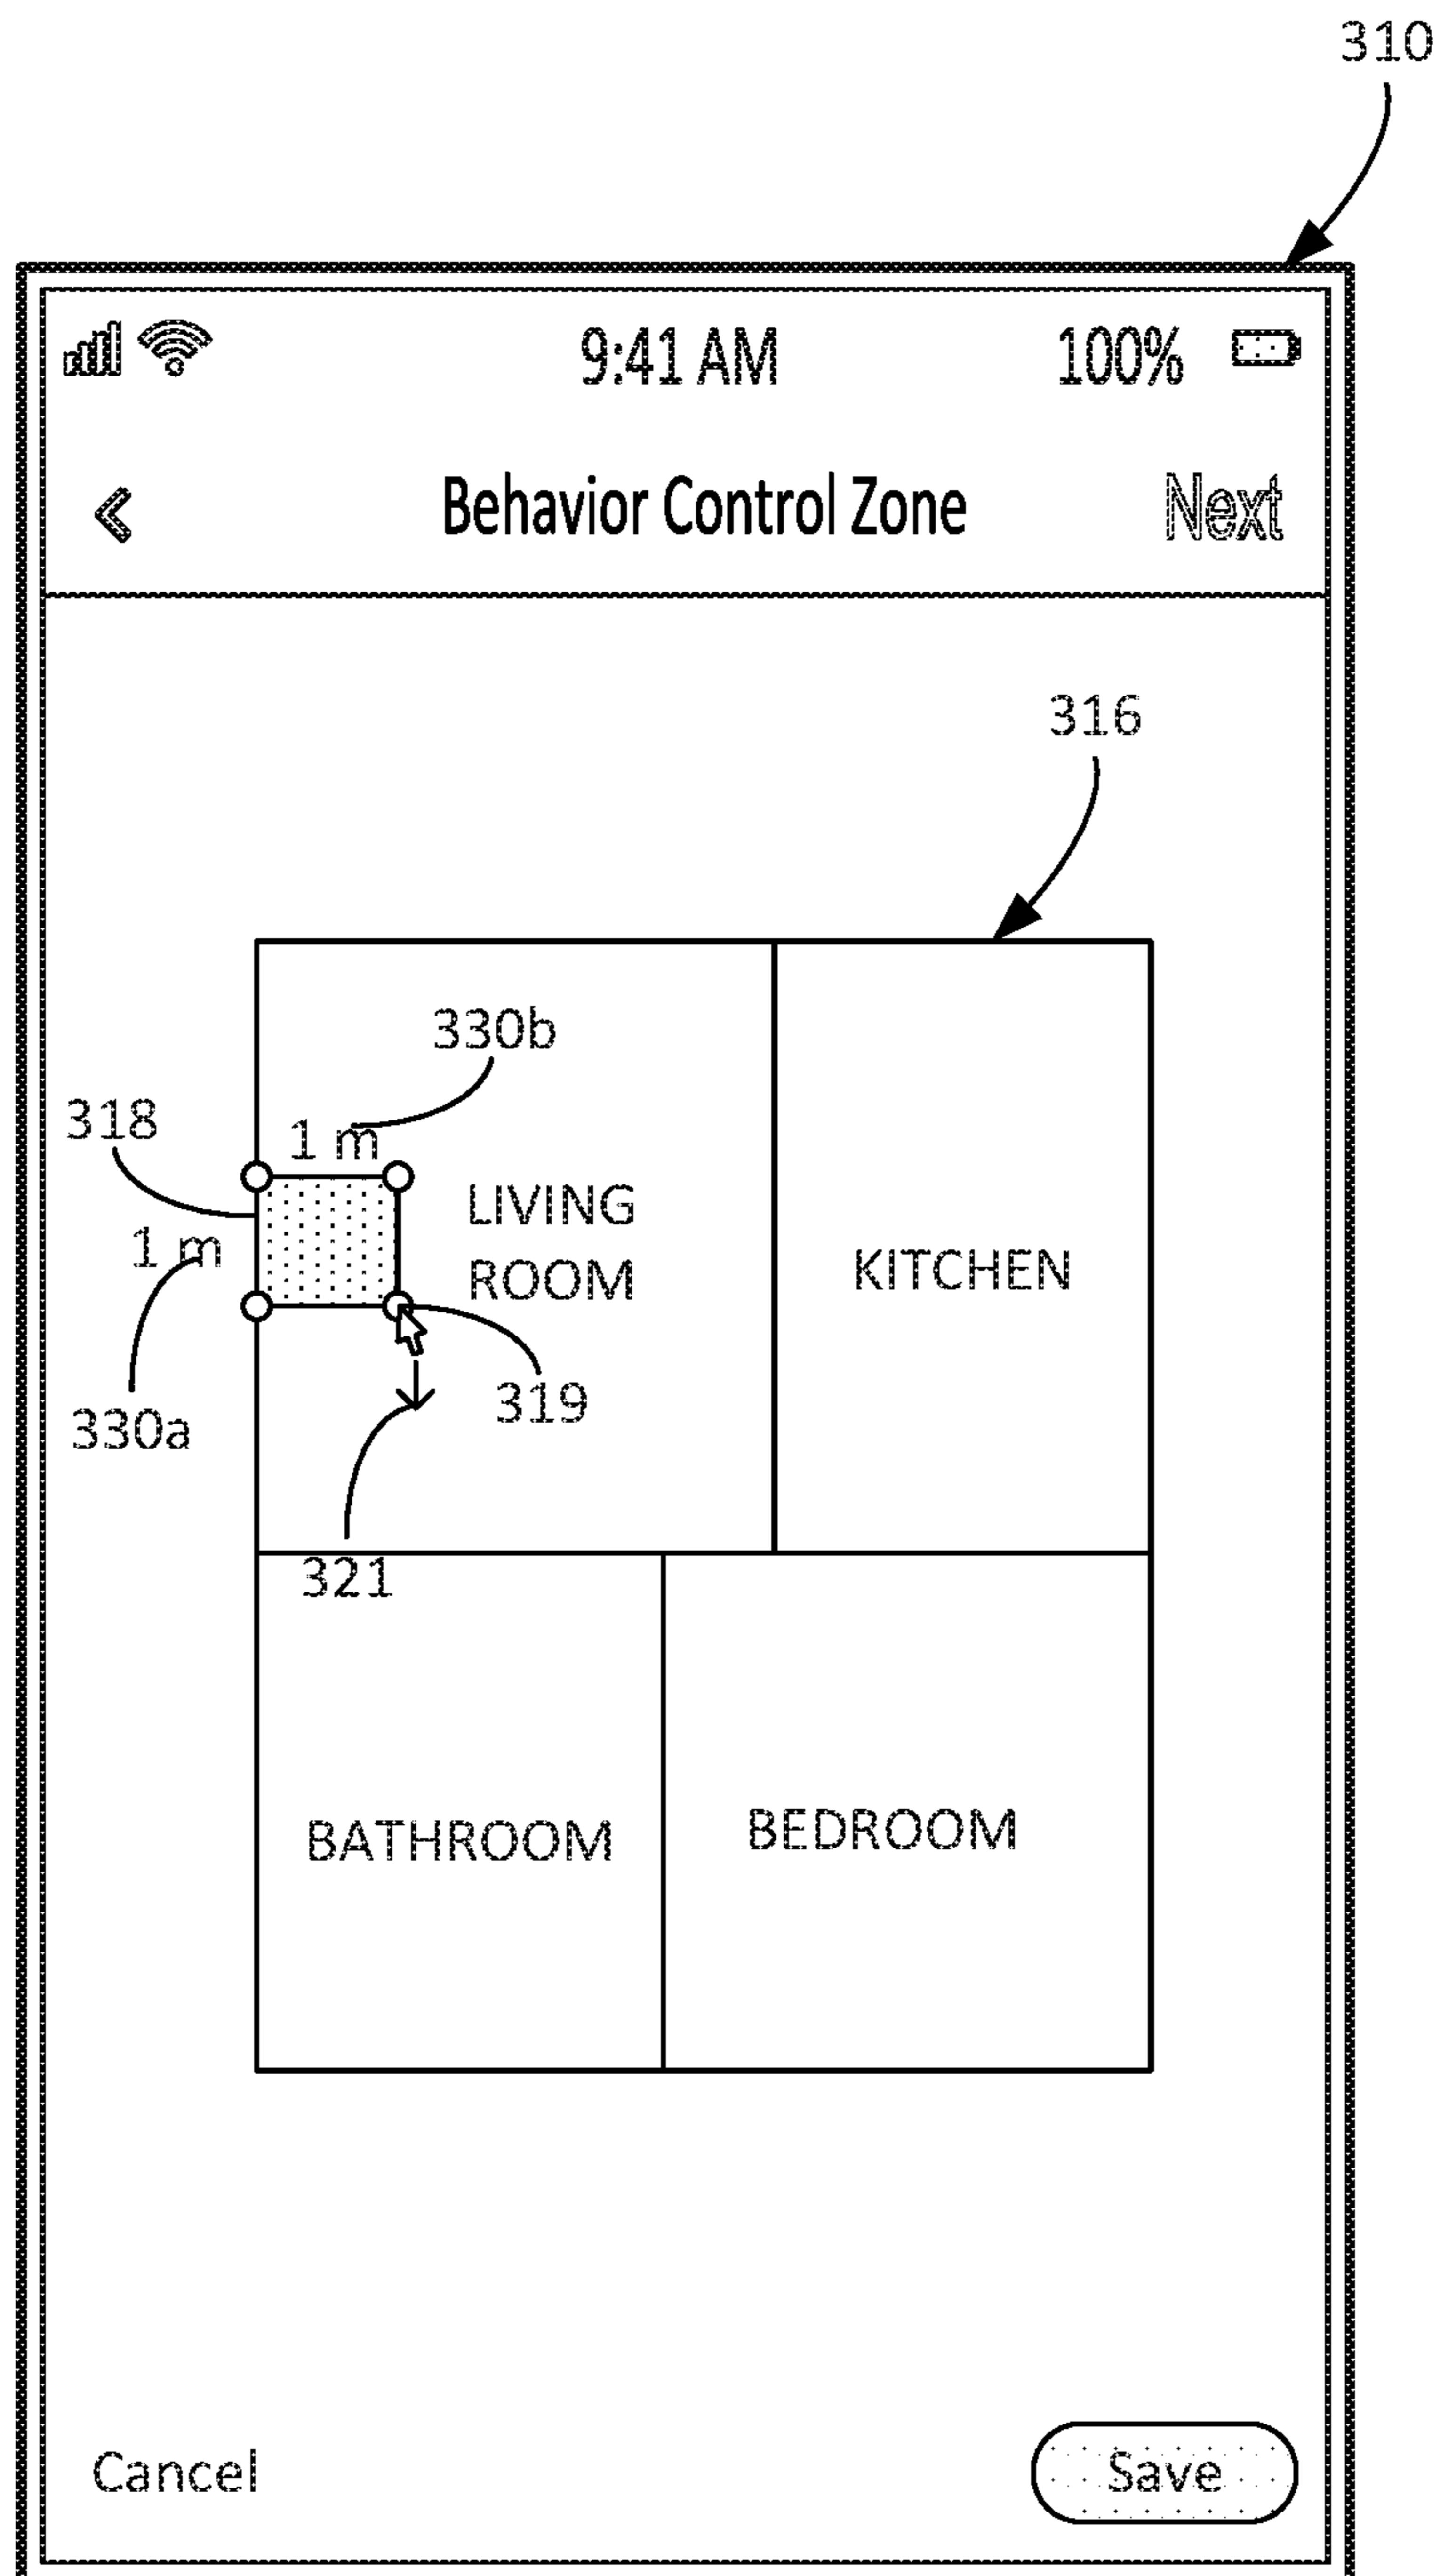 310
9:41 AM 100%
< Behavior Control Zone Next
316
330b
318
1 m
LIVING
ROOM
1 m
KITCHEN
319
330a
321
BATHROOM
BEDROOM
Cancel
Save